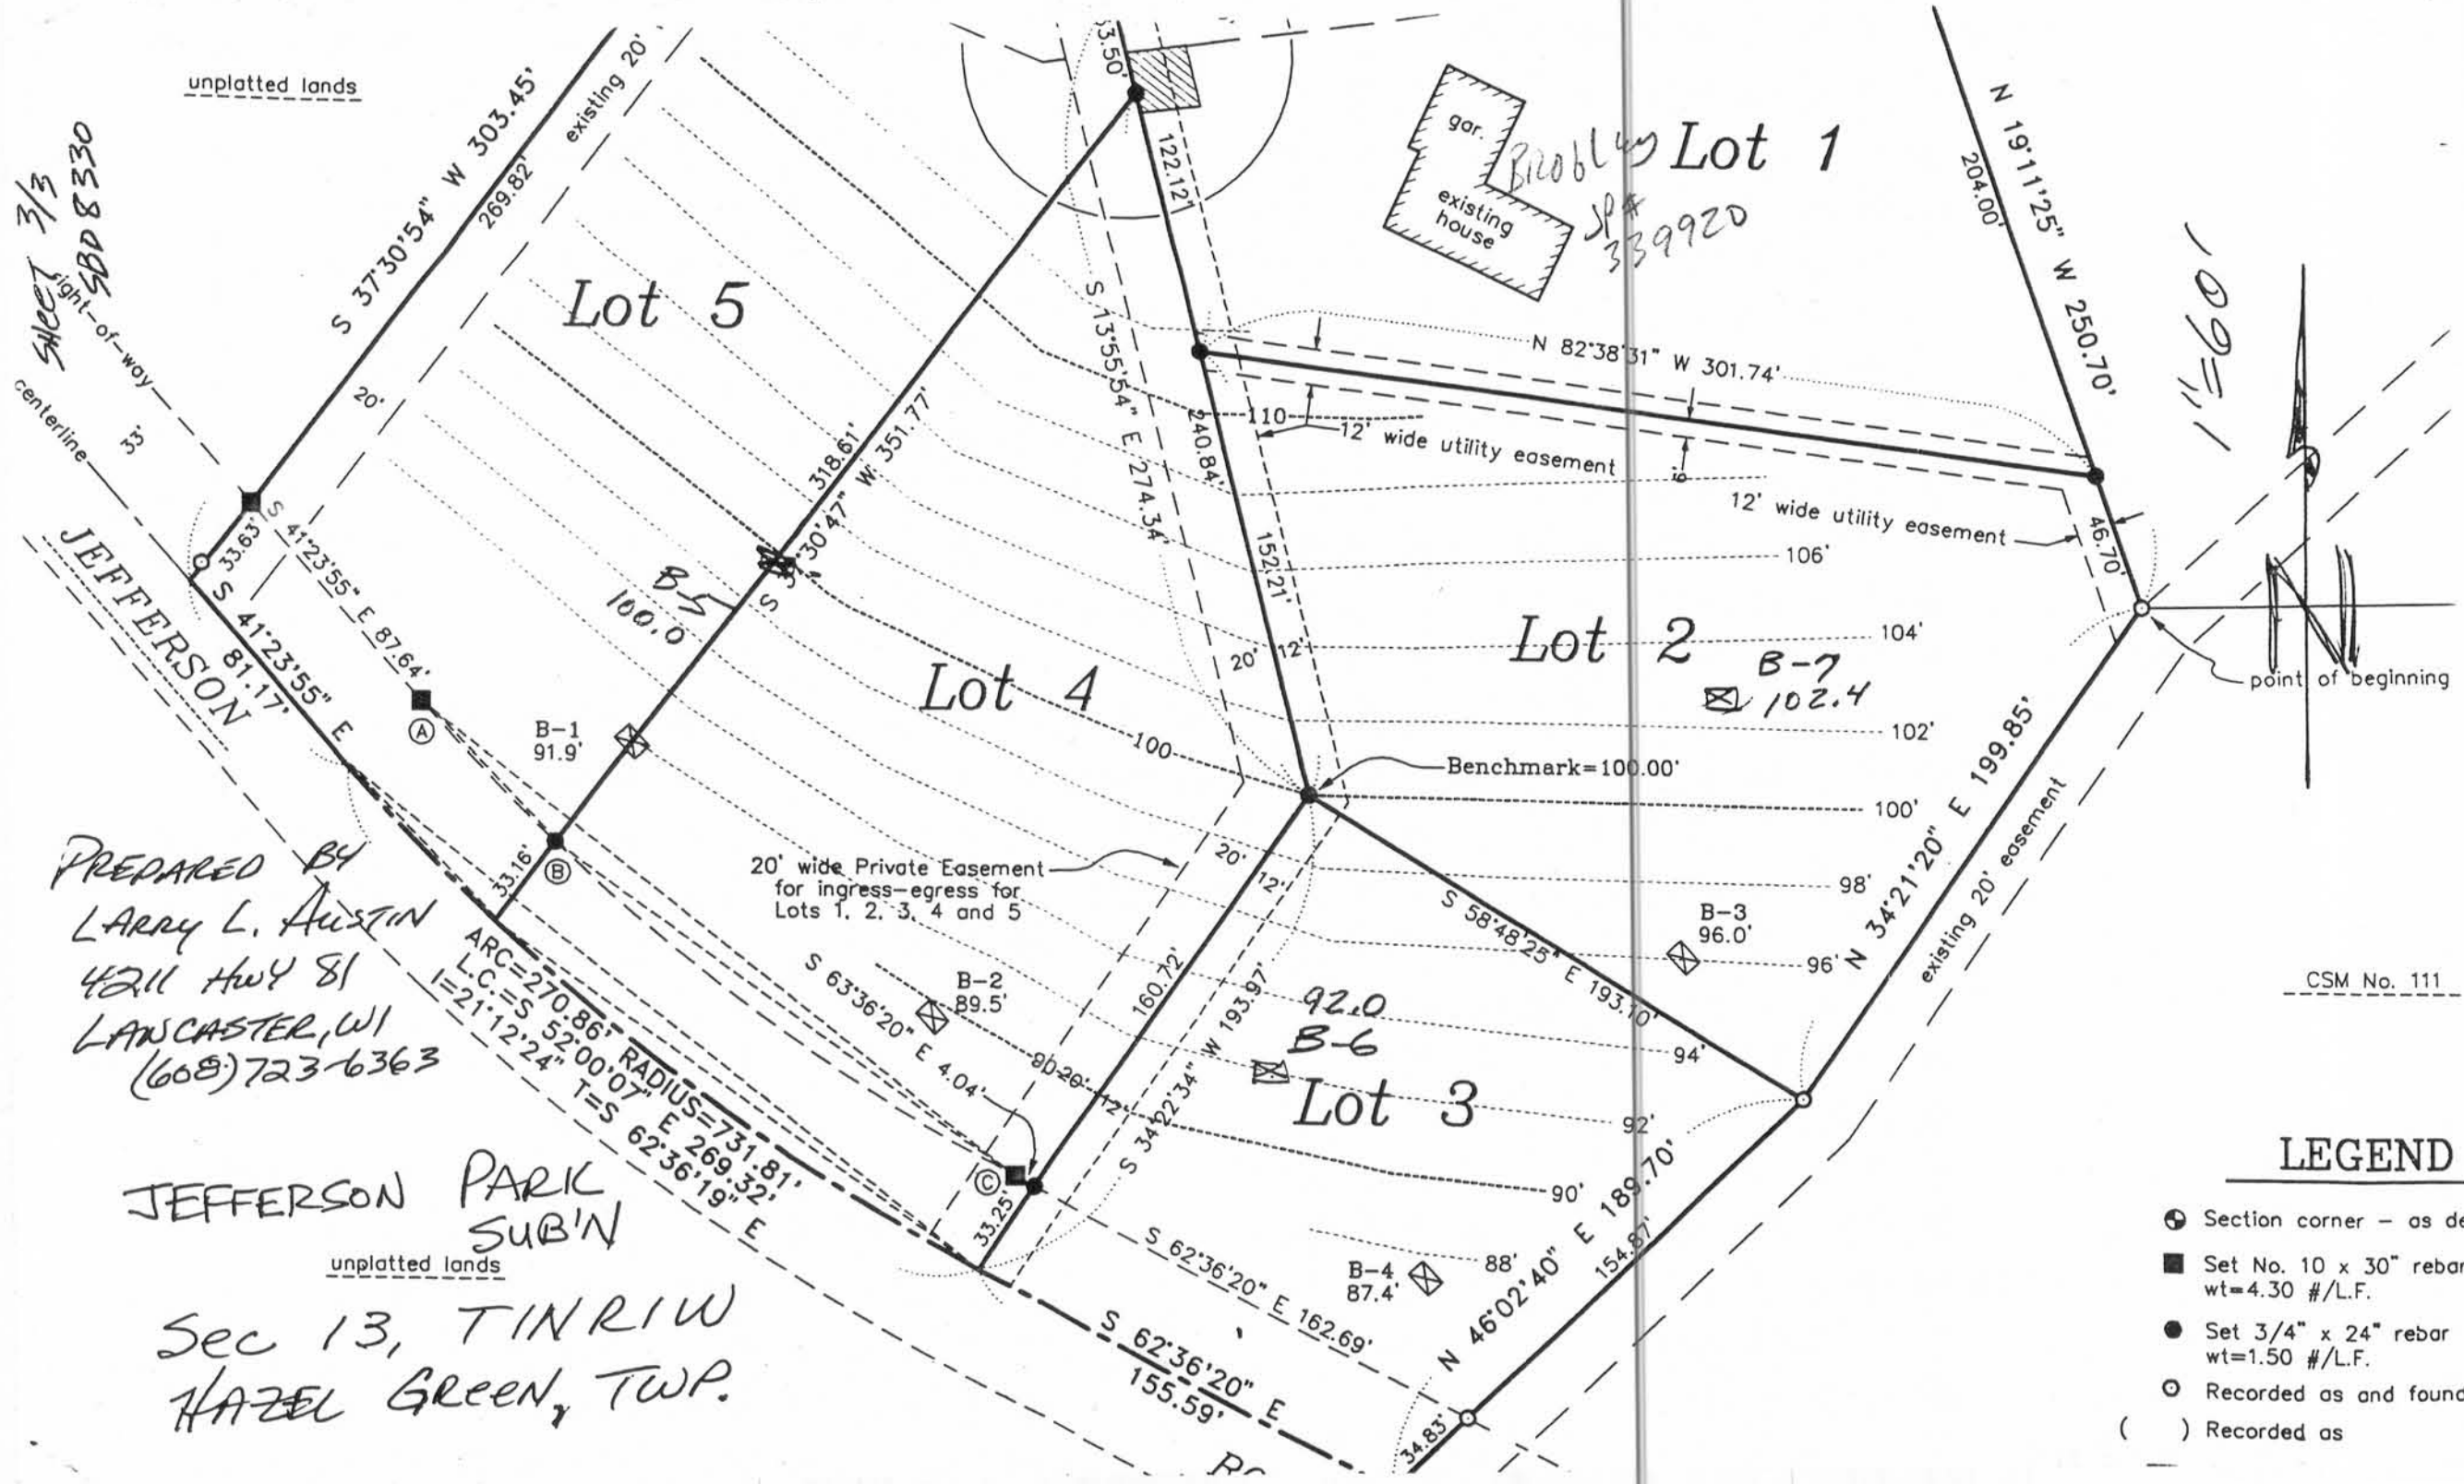 unplatted lands
SHEET 3/3
SBD 8330
right-of-way
centerline
33'
S 37°30'54" W 303.45'
269.82'
existing 20'
20'
33.63'
S 41°23'55" E 87.64'
JEFFERSON
S 41°23'55" E
81.17'
Lot 5
318.61'
S 3 °30'47" W 351.77'
B-5
100.0
B-1
91.9'
A
B
33.16'
3.50'
122.12'
S 13°55'54" E 274.34'
240.84'
152.21'
gar.
existing
house
Lot 1
SP#
339920
N 19°11'25" W 250.70'
204.00'
46.70'
1"=60'
N
N 82°38'31" W 301.74'
110
12' wide utility easement
6'
12' wide utility easement
106'
104'
102'
100'
98'
96'
94'
92'
90'
88'
Lot 2
B-7
102.4
point of beginning
20'
12'
Lot 4
100
Benchmark=100.00'
20'
12'
20' wide Private Easement
for ingress-egress for
Lots 1, 2, 3, 4 and 5
160.72'
S 34°22'34" W 193.97'
S 58°48'25" E 193.10'
B-3
96.0'
N 34°21'20" E 199.85'
existing 20' easement
CSM No. 111
B-2
89.5'
S 63°36'20" E 4.04'
90
20'
12'
92.0
B-6
Lot 3
C
33.25'
ARC=270.86' RADIUS=731.81'
L.C.=S 52°00'07" E 269.32'
I=21°12'24" T=S 62°36'19" E
S 62°36'20" E 162.69'
B-4
87.4'
N 46°02'40" E 189.70'
154.87'
34.83'
S 62°36'20" E
155.59'
PREPARED BY
LARRY L. AUSTIN
4211 HWY 81
LANCASTER, WI
(608) 723-6363
JEFFERSON PARK
SUB'N
unplatted lands
Sec 13, T1N R1W
HAZEL GREEN, TWP.
LEGEND
Section corner - as de
Set No. 10 x 30" rebar
wt=4.30 #/L.F.
Set 3/4" x 24" rebar
wt=1.50 #/L.F.
Recorded as and found
( ) Recorded as